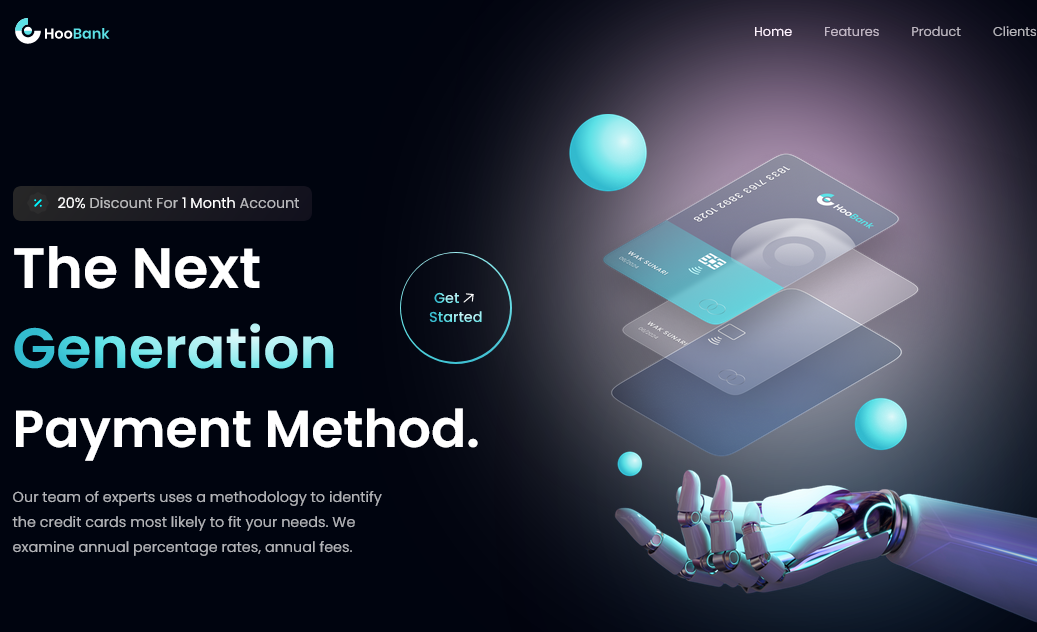 HooBank
Home Features Product Clients
20% Discount For 1 Month Account
The Next
Generation
Payment Method.
Get
Started
Our team of experts uses a methodology to identify
the credit cards most likely to fit your needs. We
examine annual percentage rates, annual fees.
1833 7163 3892 1028
HooBank
WAK SUNARI
06/2024
WAK SUNARI
06/2024